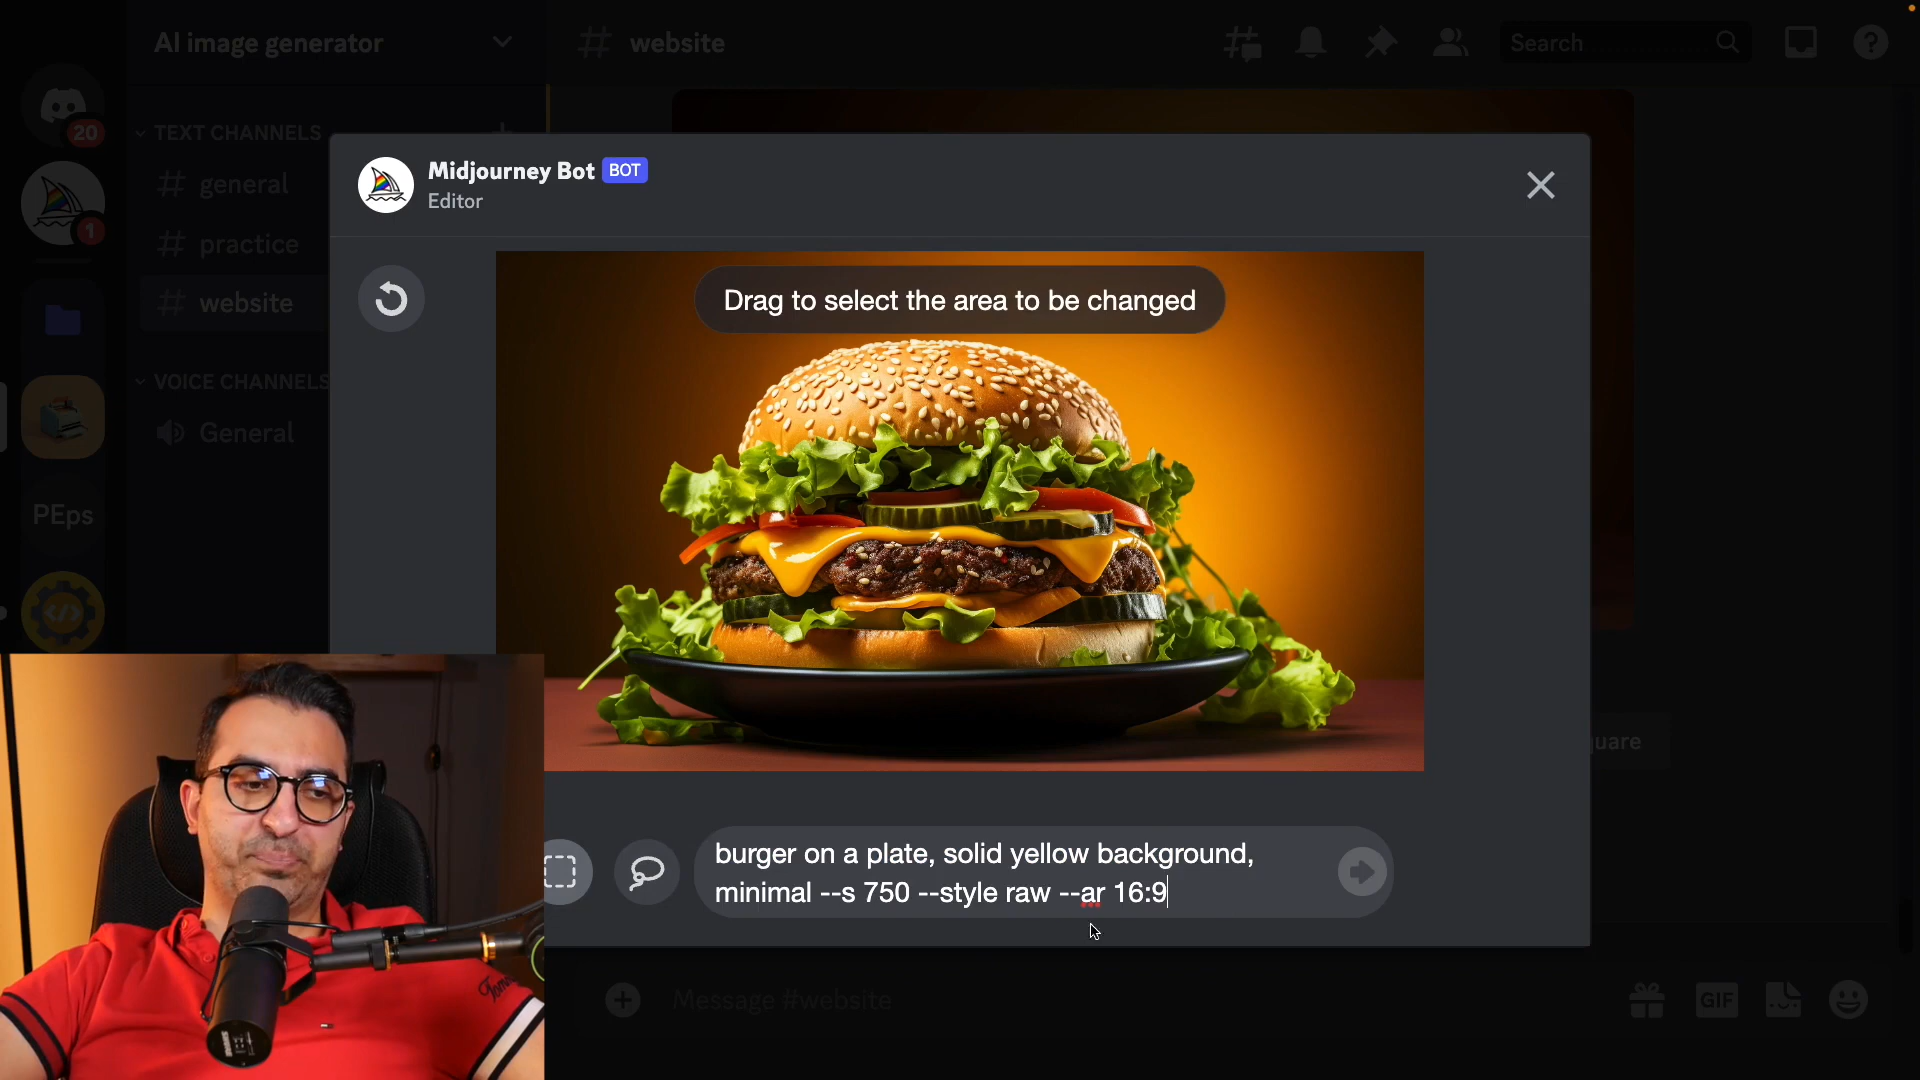 AI image generator
website
Search
20
TEXT CHANNELS
general
1
practice
website
VOICE CHANNELS
General
PEps
Midjourney Bot BOT
Editor
Drag to select the area to be changed
burger on a plate, solid yellow background,
minimal --s 750 --style raw --ar 16:9
uare
Message #website
GIF